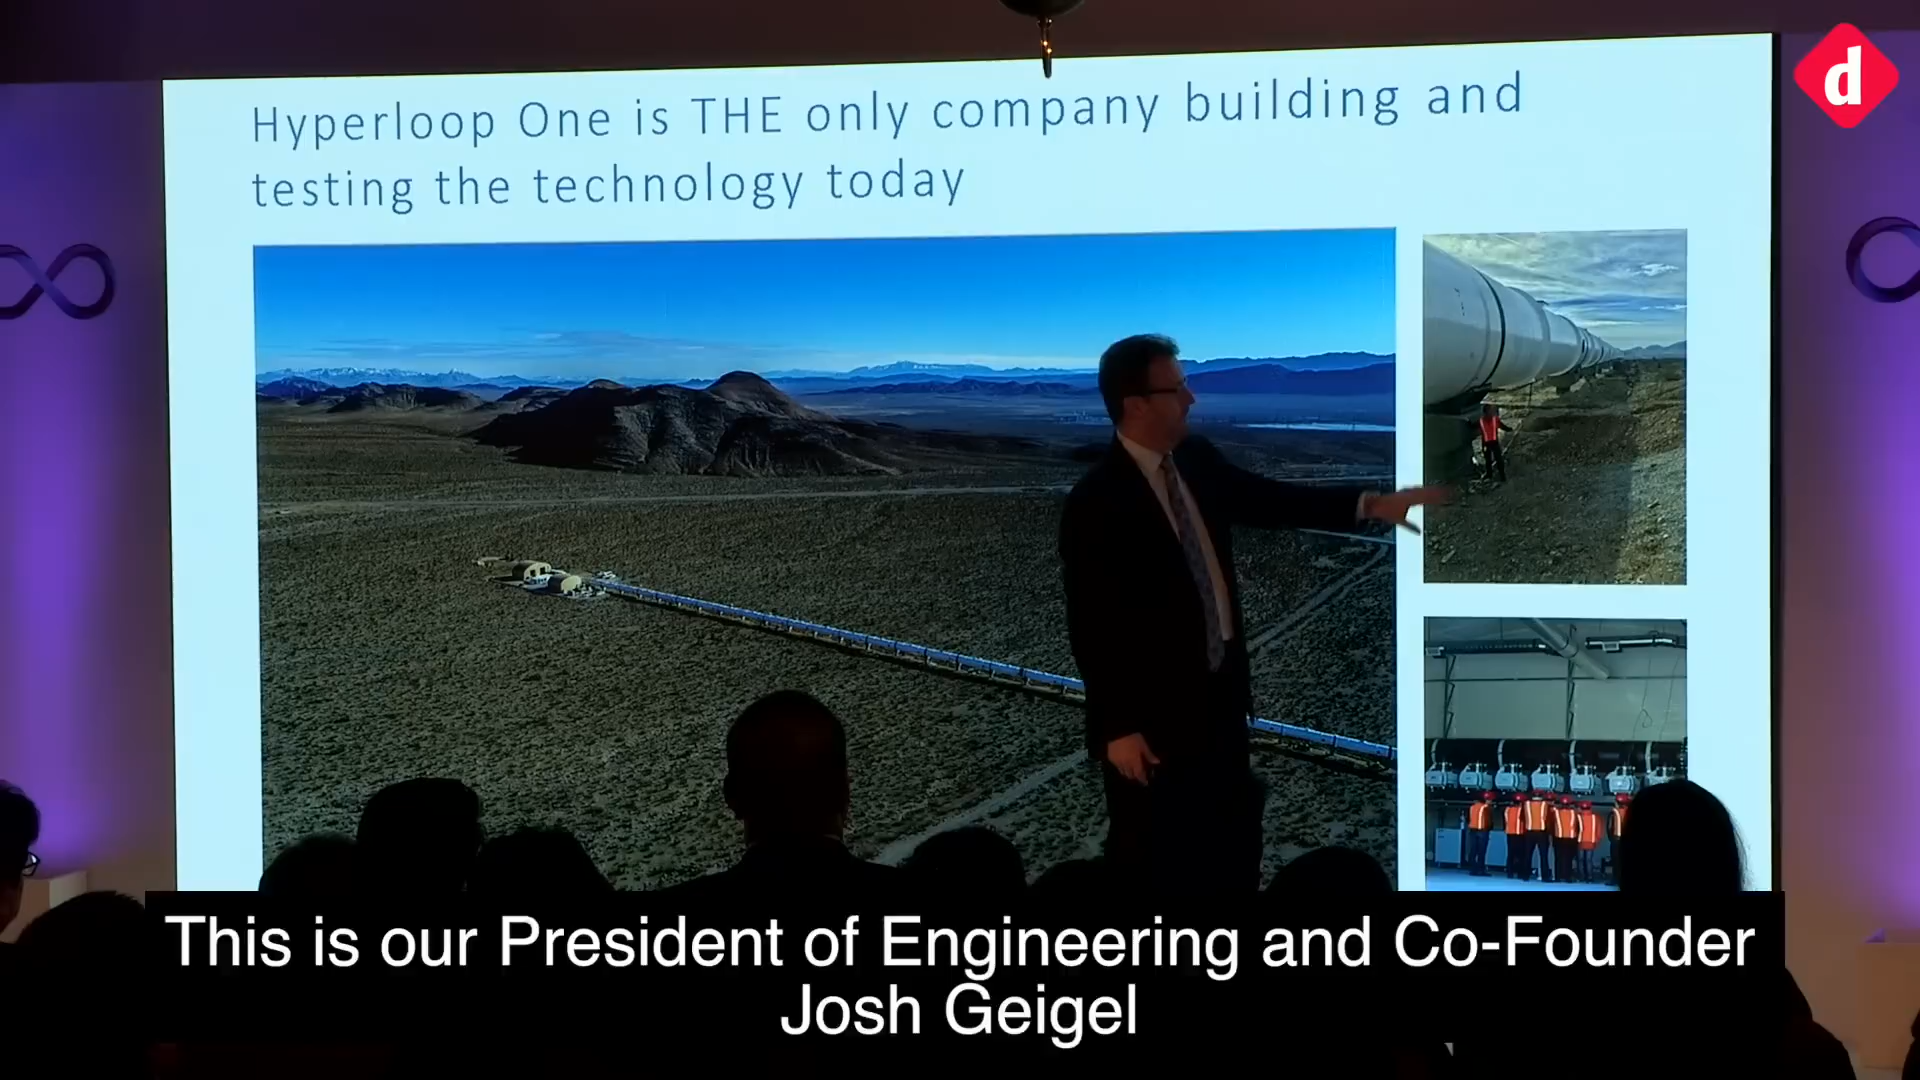 Hyperloop One is THE only company building and
testing the technology today
d
This is our President of Engineering and Co-Founder
Josh Geigel